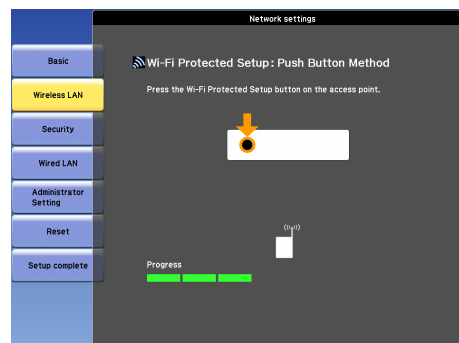 Network settings
Basic
Wireless LAN
Security
Wired LAN
Administrator
Setting
Reset
Setup complete
Wi-Fi Protected Setup: Push Button Method
Press the Wi-Fi Protected Setup button on the access point.
Progress